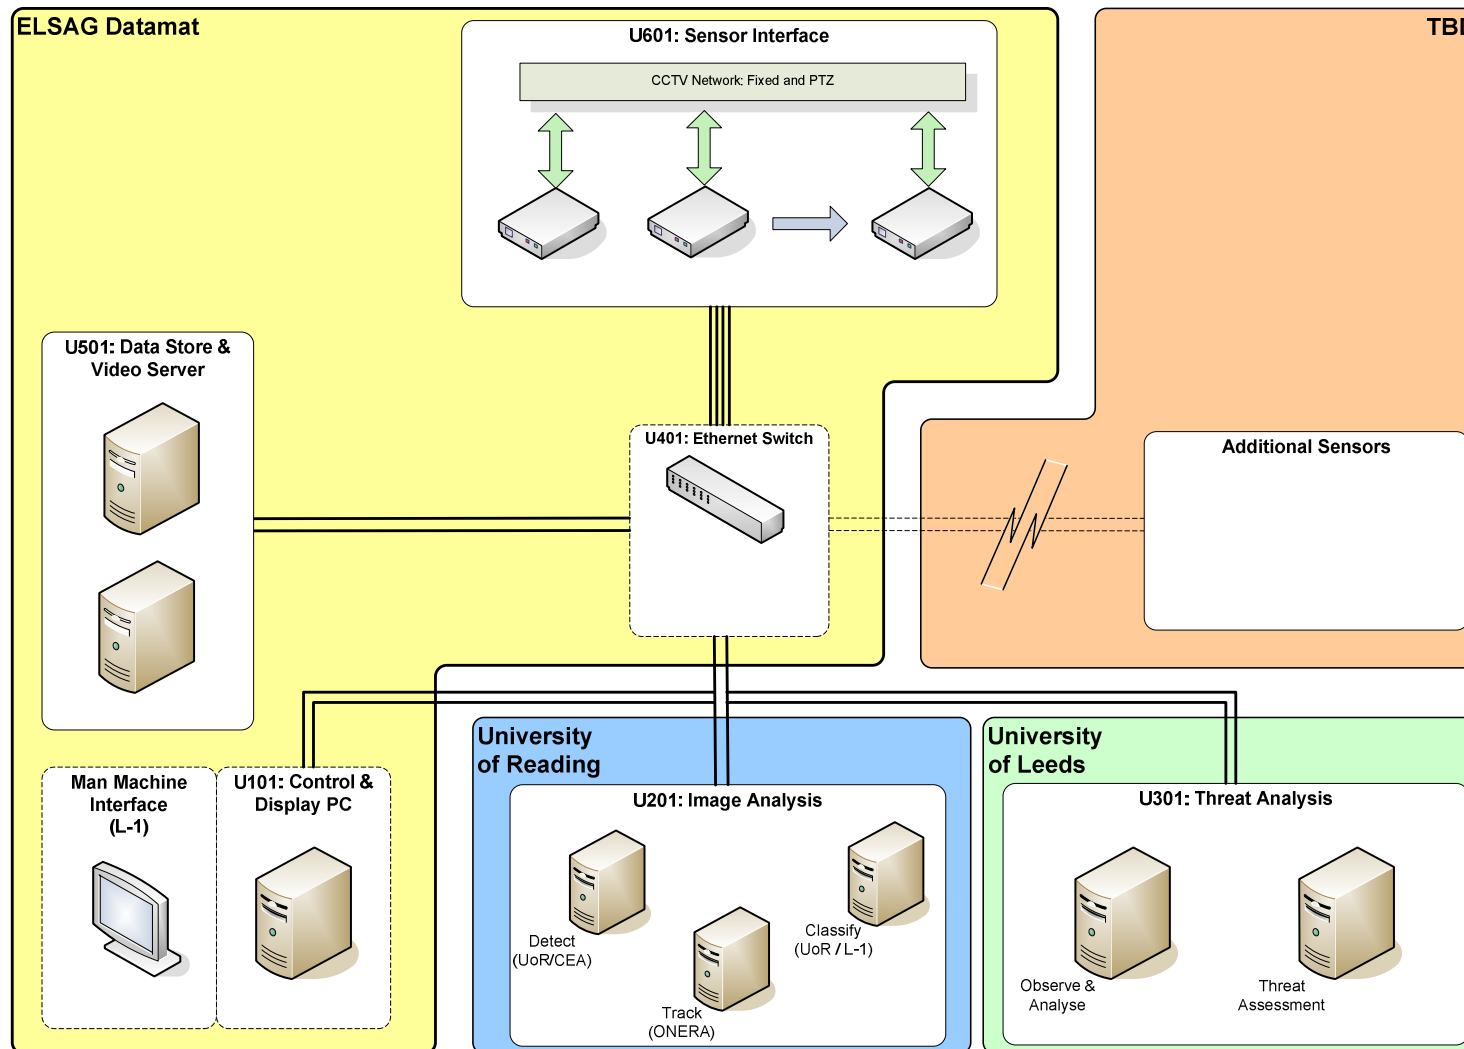 ELSAG Datamat
U601: Sensor Interface
CCTV Network: Fixed and PTZ
U501: Data Store &
Video Server
U401: Ethernet Switch
Additional Sensors
Man Machine
Interface
(L-1)
U101: Control &
Display PC
University
of Reading
U201: Image Analysis
Detect
(UoR/CEA)
Track
(ONERA)
Classify
(UoR / L-1)
University
of Leeds
U301: Threat Analysis
Observe &
Analyse
Threat
Assessment